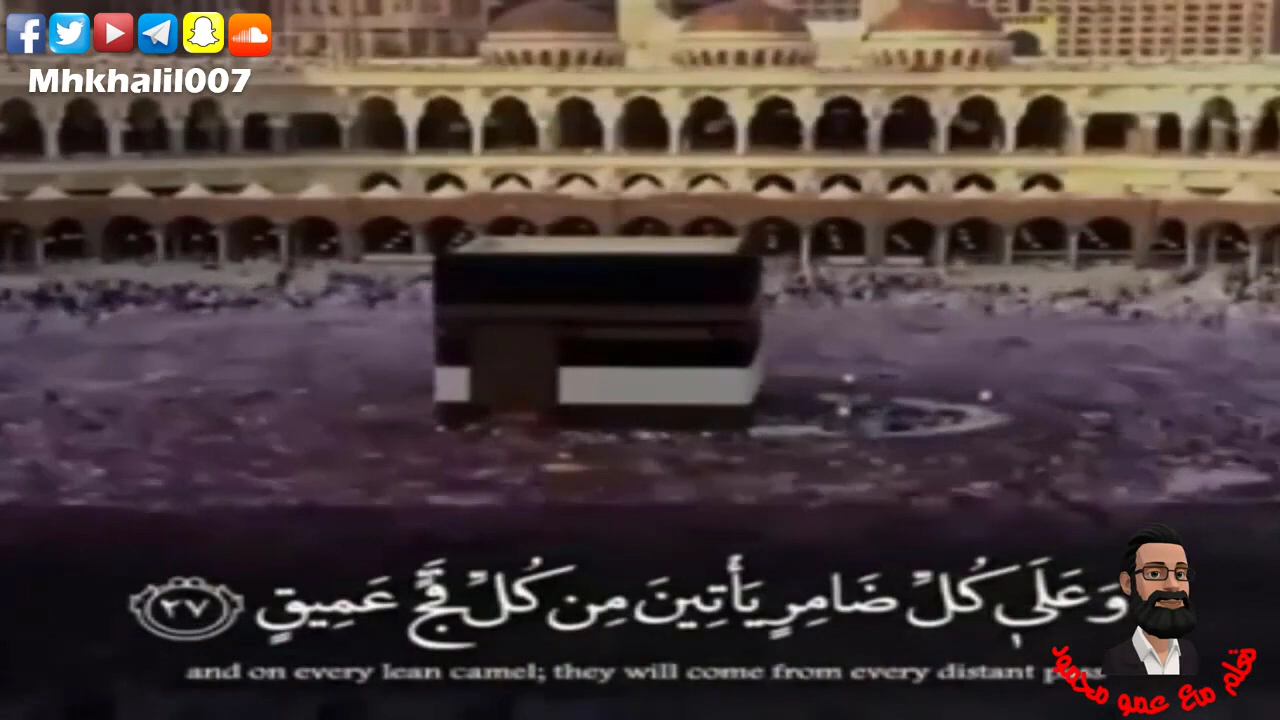 Mhkhalil007
وَعَلَىٰ كُلِّ ضَامِرٍ يَأْتِينَ مِن كُلِّ فَجٍّ عَمِيقٍ ٢٧
and on every lean camel; they will come from every distant
تعلم مع عمو محمود